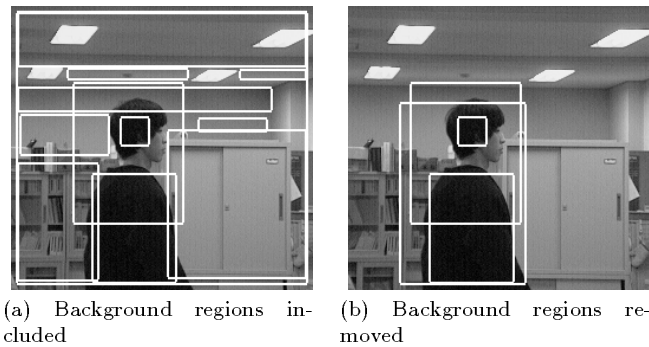 (a) Background regions in-
cluded
(b) Background regions re-
moved